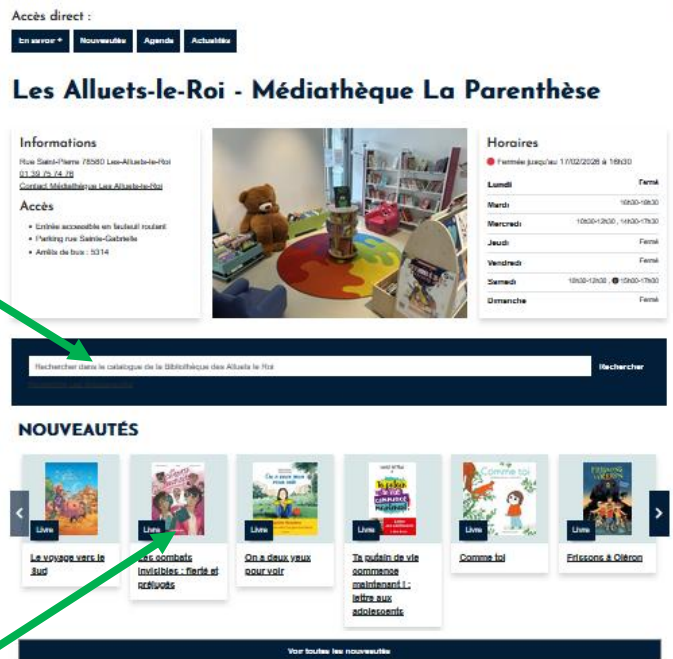 Accès direct :
En savoir + Nouveautés Agenda Actualités
Les Alluets-le-Roi - Médiathèque La Parenthèse
Informations
Rue Saint-Pierre 78580 Les-Alluets-le-Roi
01 39 75 74 78
Contact Médiathèque Les Alluets-le-Roi
Accès
• Entrée accessible en fauteuil roulant
• Parking rue Sainte-Gabrielle
• Arrêts de bus : 5314
Horaires
Fermée jusqu'au 17/02/2026 à 16h30
Lundi Fermé
Mardi 16h30-18h30
Mercredi 10h30-12h30 , 14h30-17h30
Jeudi Fermé
Vendredi Fermé
Samedi 10h30-12h30 , 15h00-17h00
Dimanche Fermé
Rechercher dans le catalogue de la Bibliothèque des Alluets le Roi Rechercher
NOUVEAUTÉS
Comme toi
Livre Livre Livre Livre Livre Livre
Le voyage vers le Sud
Les combats invisibles : fierté et préjugés
On a deux yeux pour voir
Ta putain de vie commence maintenant ! : lettre aux adolescents
Comme toi
Frissons à Oléron
Voir toutes les nouveautés